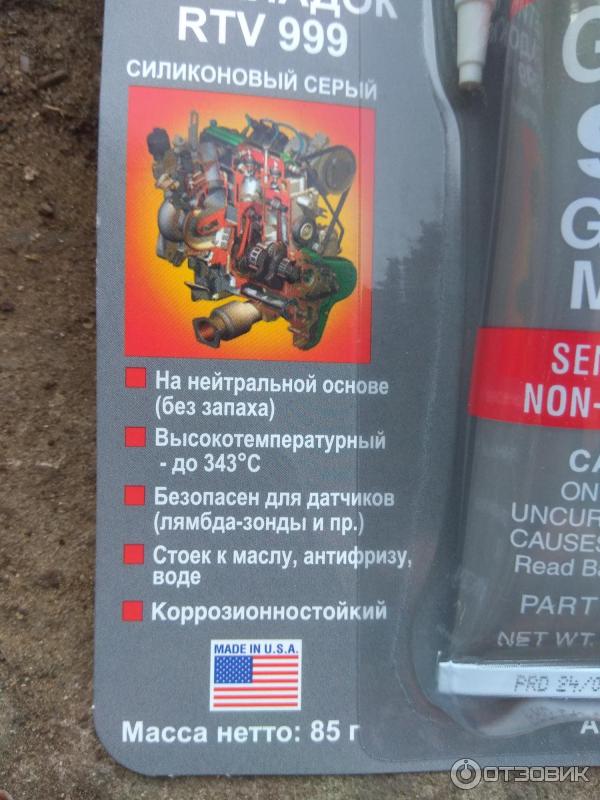 RTV 999
СИЛИКОНОВЫЙ СЕРЫЙ
На нейтральной основе
(без запаха)
Высокотемпературный
- до 343°С
Безопасен для датчиков
(лямбда-зонды и пр.)
Стоек к маслу, антифризу,
воде
Коррозионностойкий
MADE IN U.S.A.
Масса нетто: 85 г
NON-
ON
UNCUR
CAUSES
Read Ba
PART
NET WT.
PRD 24/0
ОТЗОВИК